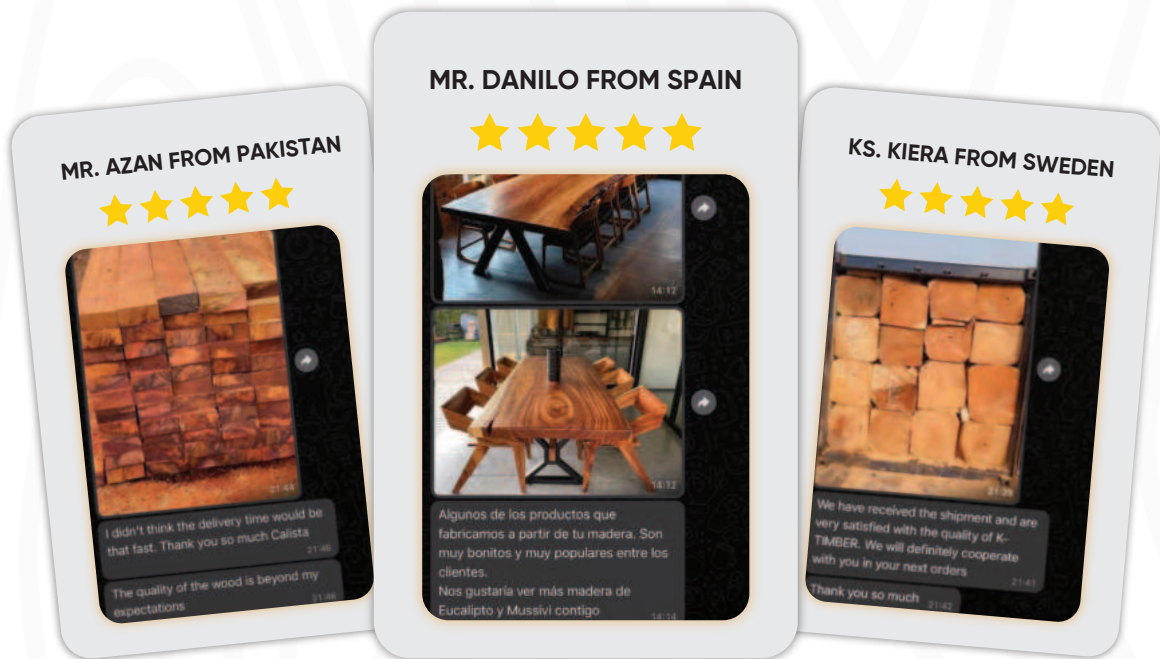 MR. AZAN FROM PAKISTAN
21:44
I didn't think the delivery time would be
that fast. Thank you so much Calista
21:46
The quality of the wood is beyond my
expectations
21:46
MR. DANILO FROM SPAIN
14:12
14:12
Algunos de los productos que
fabricamos a partir de tu madera. Son
muy bonitos y muy populares entre los
clientes.
Nos gustaría ver más madera de
Eucalipto y Mussivi contigo
14:14
KS. KIERA FROM SWEDEN
21:39
We have received the shipment and are
very satisfied with the quality of K-
TIMBER. We will definitely cooperate
with you in your next orders
21:41
Thank you so much
21:42